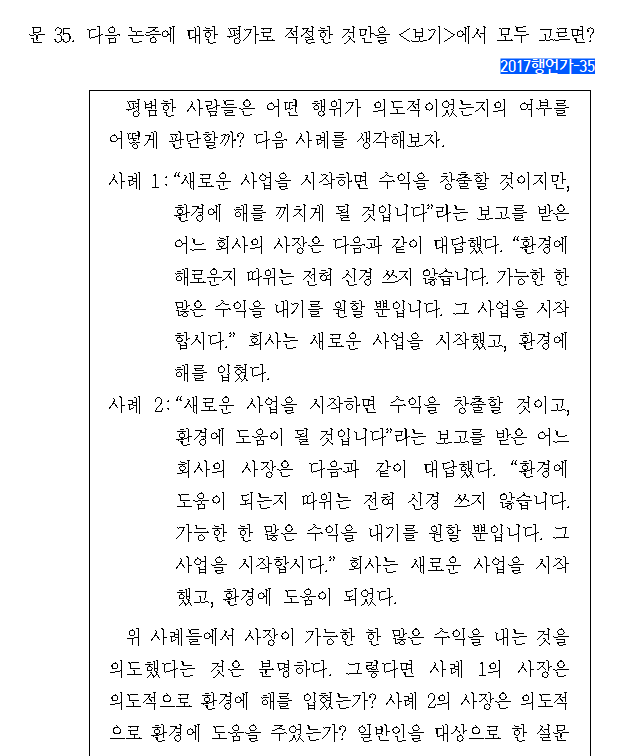 문 35. 다음 논증에 대한 평가로 적절한 것만을 <보기>에서 모두 고르면?
2017행언가-35
평범한 사람들은 어떤 행위가 의도적이었는지의 여부를
어떻게 판단할까? 다음 사례를 생각해보자.
사례 1:“새로운 사업을 시작하면 수익을 창출할 것이지만,
환경에 해를 끼치게 될 것입니다”라는 보고를 받은
어느 회사의 사장은 다음과 같이 대답했다. “환경에
해로운지 따위는 전혀 신경 쓰지 않습니다. 가능한 한
많은 수익을 내기를 원할 뿐입니다. 그 사업을 시작
합시다.” 회사는 새로운 사업을 시작했고, 환경에
해를 입혔다.
사례 2:“새로운 사업을 시작하면 수익을 창출할 것이고,
환경에 도움이 될 것입니다”라는 보고를 받은 어느
회사의 사장은 다음과 같이 대답했다. “환경에
도움이 되는지 따위는 전혀 신경 쓰지 않습니다.
가능한 한 많은 수익을 내기를 원할 뿐입니다. 그
사업을 시작합시다.” 회사는 새로운 사업을 시작
했고, 환경에 도움이 되었다.
위 사례들에서 사장이 가능한 한 많은 수익을 내는 것을
의도했다는 것은 분명하다. 그렇다면 사례 1의 사장은
의도적으로 환경에 해를 입혔는가? 사례 2의 사장은 의도적
으로 환경에 도움을 주었는가? 일반인을 대상으로 한 설문